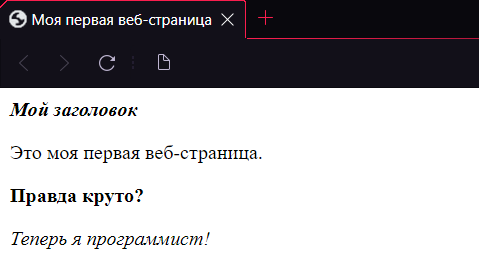 Моя первая веб-страница
Мой заголовок
Это моя первая веб-страница.
Правда круто?
Теперь я программист!